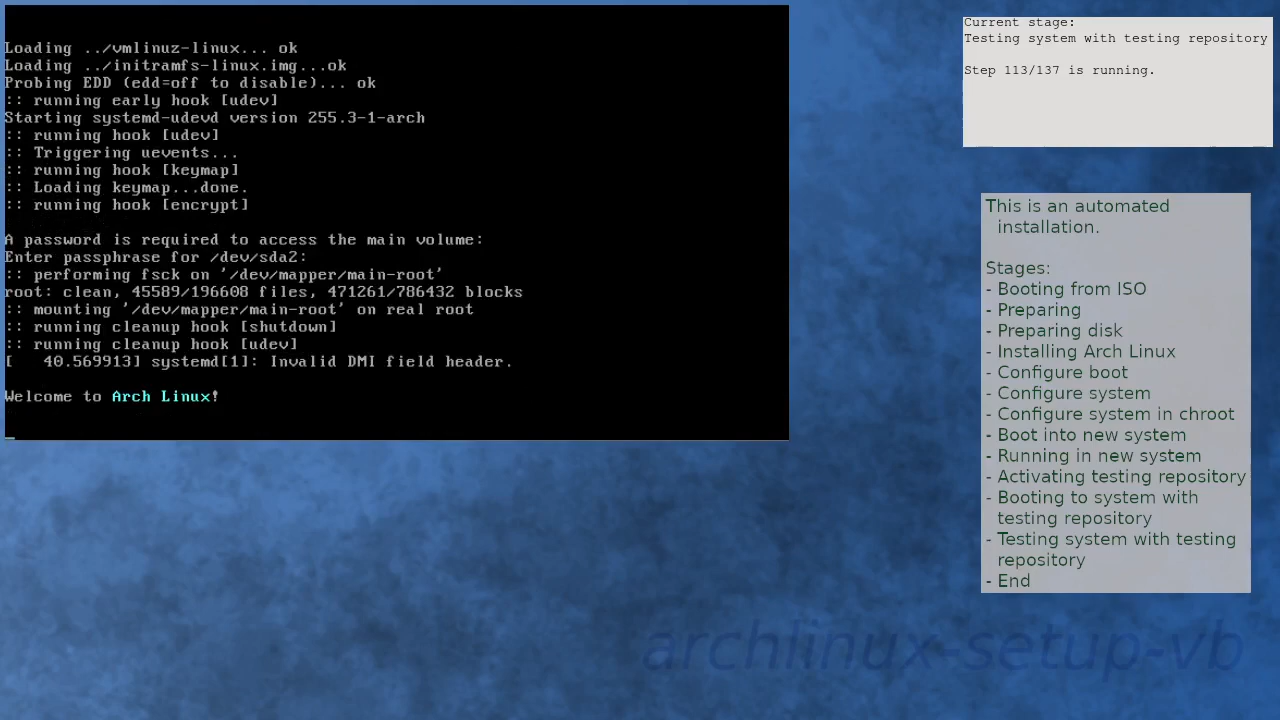 Loading ../vmlinuz-linux... ok
Loading ../initramfs-linux.img...ok
Probing EDD (edd=off to disable)... ok
:: running early hook [udev]
Starting systemd-udevd version 255.3-1-arch
:: running hook [udev]
:: Triggering uevents...
:: running hook [keymap]
:: Loading keymap...done.
:: running hook [encrypt]
A password is required to access the main volume:
Enter passphrase for /dev/sda2:
:: performing fsck on '/dev/mapper/main-root'
root: clean, 45589/196608 files, 471261/786432 blocks
:: mounting '/dev/mapper/main-root' on real root
:: running cleanup hook [shutdown]
:: running cleanup hook [udev]
[   40.569913] systemd[1]: Invalid DMI field header.
Welcome to Arch Linux!
Current stage:
Testing system with testing repository
Step 113/137 is running.
This is an automated
installation.
Stages:
- Booting from ISO
- Preparing
- Preparing disk
- Installing Arch Linux
- Configure boot
- Configure system
- Configure system in chroot
- Boot into new system
- Running in new system
- Activating testing repository
- Booting to system with
testing repository
- Testing system with testing
repository
- End
archlinux-setup-vb